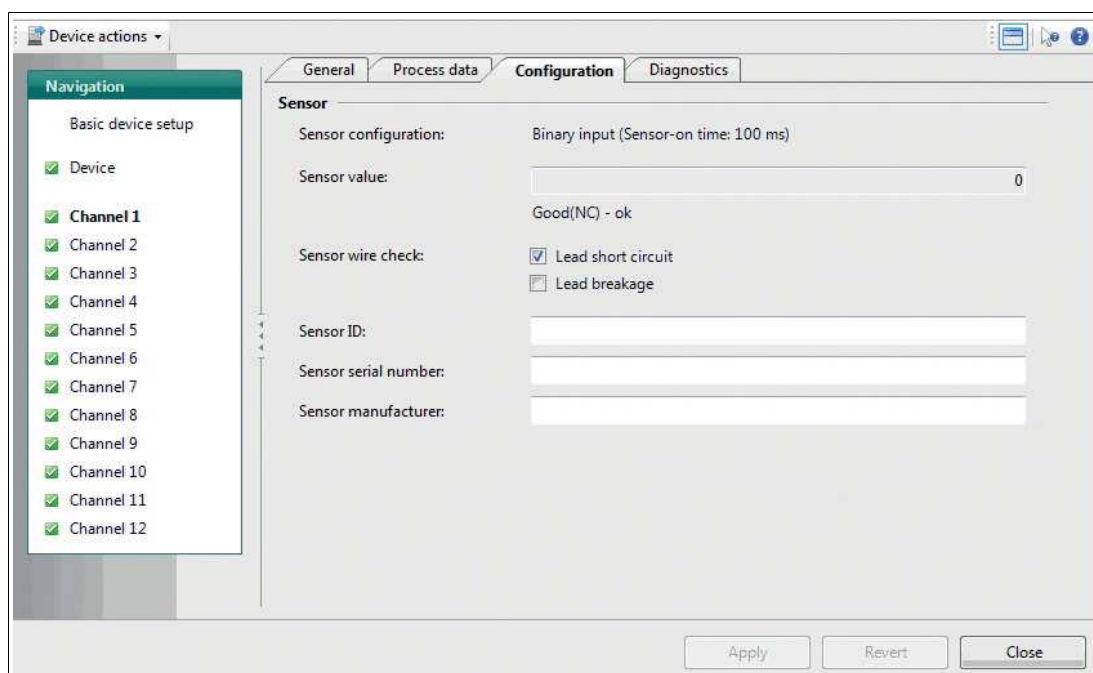 Device actions
Navigation
Basic device setup
Device
Channel 1
Channel 2
Channel 3
Channel 4
Channel 5
Channel 6
Channel 7
Channel 8
Channel 9
Channel 10
Channel 11
Channel 12
General Process data Configuration Diagnostics
Sensor
Sensor configuration: Binary input (Sensor-on time: 100 ms)
Sensor value: 0
Good(NC) - ok
Sensor wire check: Lead short circuit
Lead breakage
Sensor ID:
Sensor serial number:
Sensor manufacturer:
Apply Revert Close